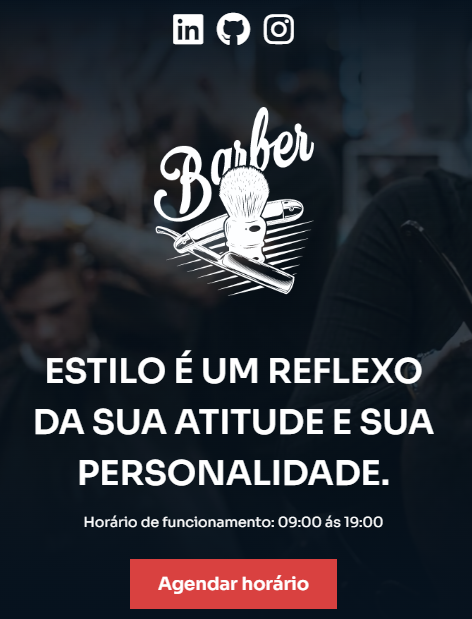 in
Barber
ESTILO É UM REFLEXO
DA SUA ATITUDE E SUA
PERSONALIDADE.
Horário de funcionamento: 09:00 ás 19:00
Agendar horário